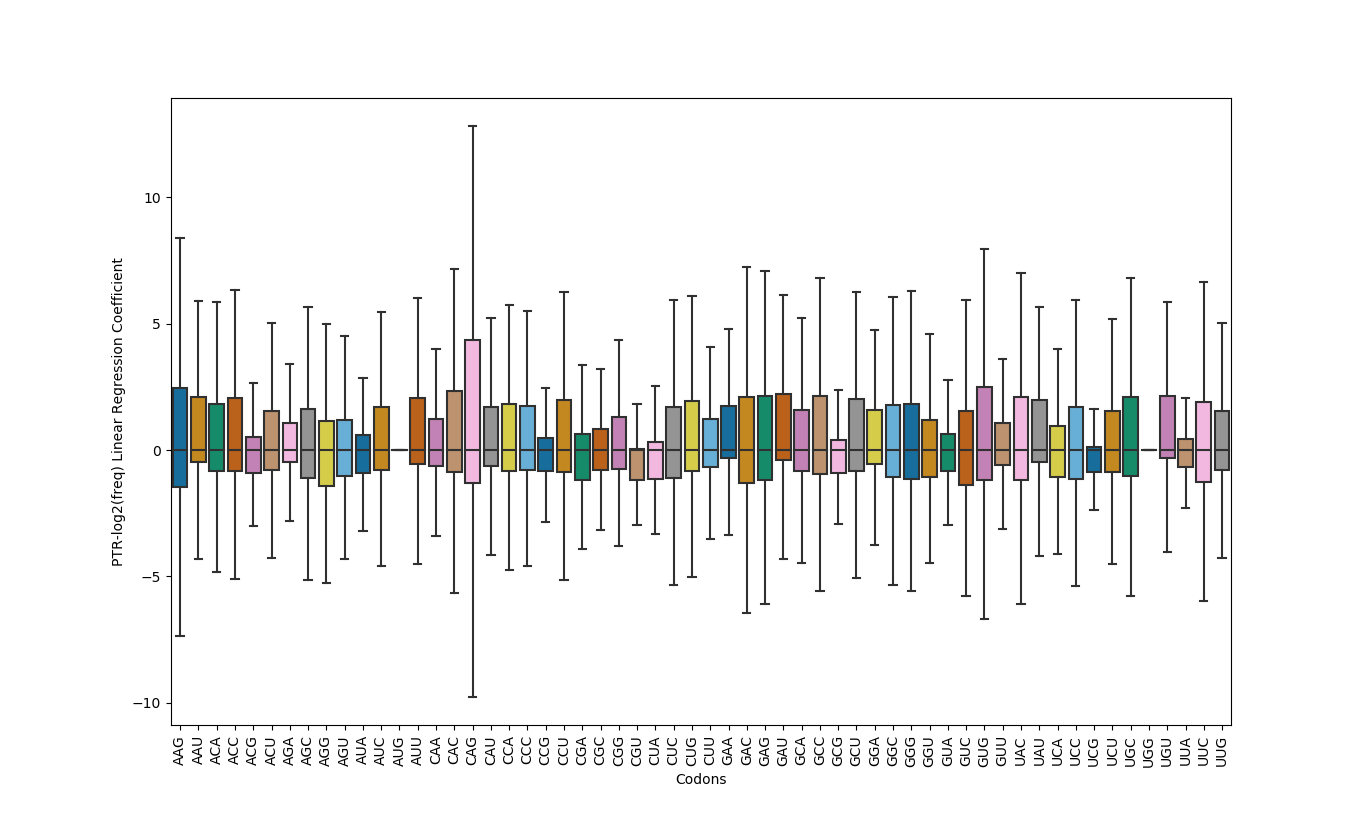 PTR-log2(freq) Linear Regression Coefficient
10
5
0
−5
−10
AAG
AAU
ACA
ACC
ACG
ACU
AGA
AGC
AGG
AGU
AUA
AUC
AUG
AUU
CAA
CAC
CAG
CAU
CCA
CCC
CCG
CCU
CGA
CGC
CGG
CGU
CUA
CUC
CUG
CUU
GAA
GAC
GAG
GAU
GCA
GCC
GCG
GCU
GGA
GGC
GGG
GGU
GUA
GUC
GUG
GUU
UAC
UAU
UCA
UCC
UCG
UCU
UGC
UGG
UGU
UUA
UUC
UUG
Codons